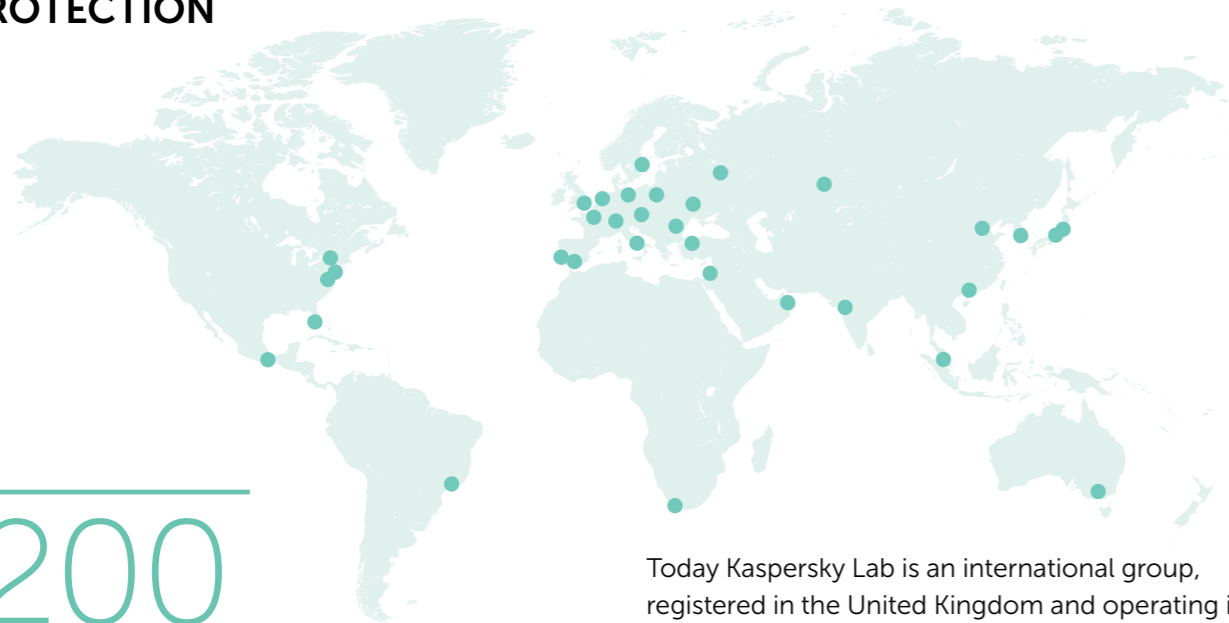 ROTECTION
200
Today Kaspersky Lab is an international group,
registered in the United Kingdom and operating i